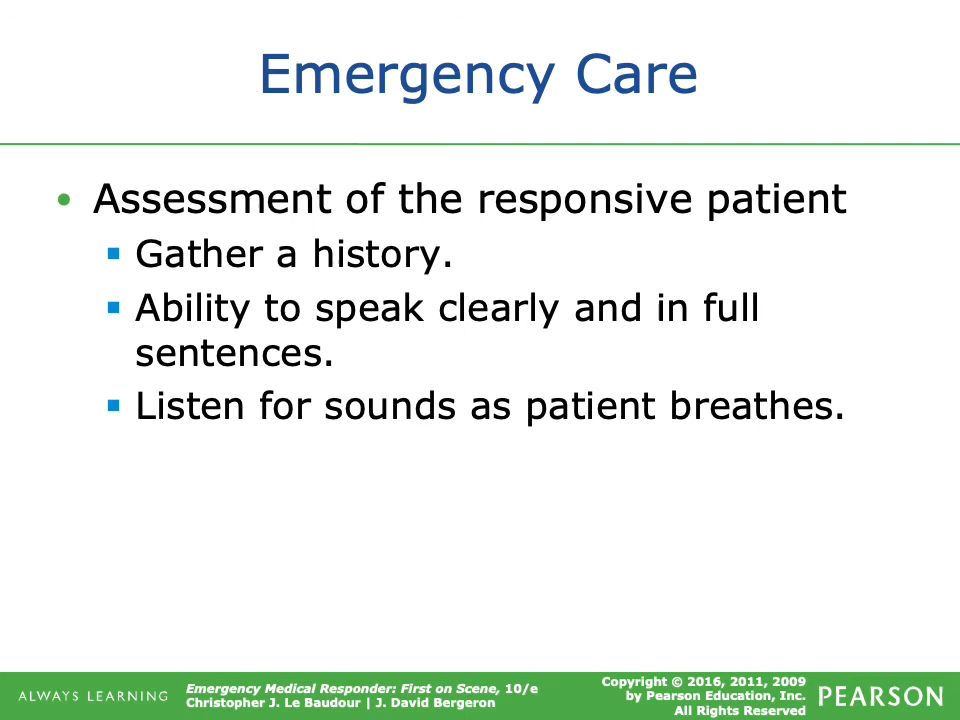 Emergency Care
• Assessment of the responsive patient
▪ Gather a history.
▪ Ability to speak clearly and in full
sentences.
▪ Listen for sounds as patient breathes.
ALWAYS LEARNING
Emergency Medical Responder: First on Scene, 10/e
Christopher J. Le Baudour | J. David Bergeron
Copyright © 2016, 2011, 2009
by Pearson Education, Inc.
All Rights Reserved
PEARSON